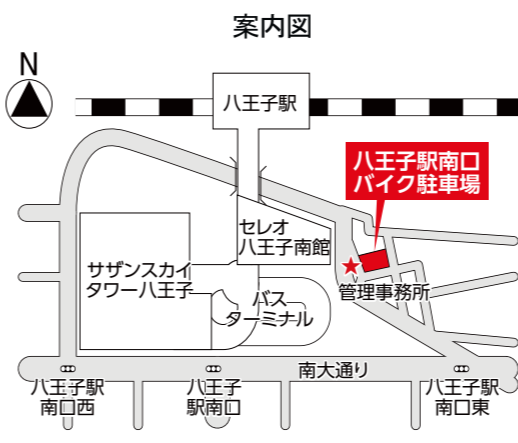 案内図
N
八王子駅
八王子駅南口
バイク駐車場
セレオ
八王子南館
サザンスカイ
タワー八王子
管理事務所
バス
ターミナル
南大通り
八王子駅
南口西
八王子
駅南口
八王子駅
南口東